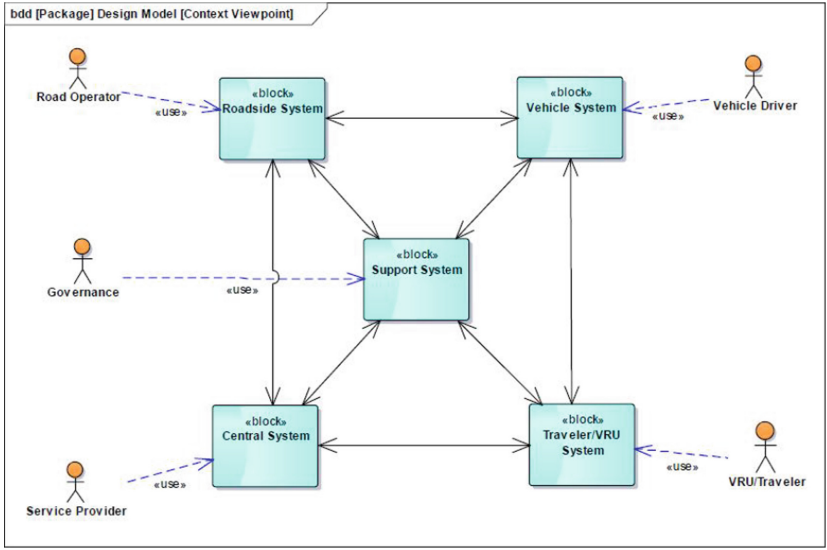 bdd [Package] Design Model [Context Viewpoint]
Road Operator
«use»
«block»
Roadside System
«block»
Vehicle System
«use»
Vehicle Driver
Governance
«use»
«block»
Support System
«block»
Central System
«block»
Traveler/VRU
System
Service Provider
«use»
«use»
VRU/Traveler